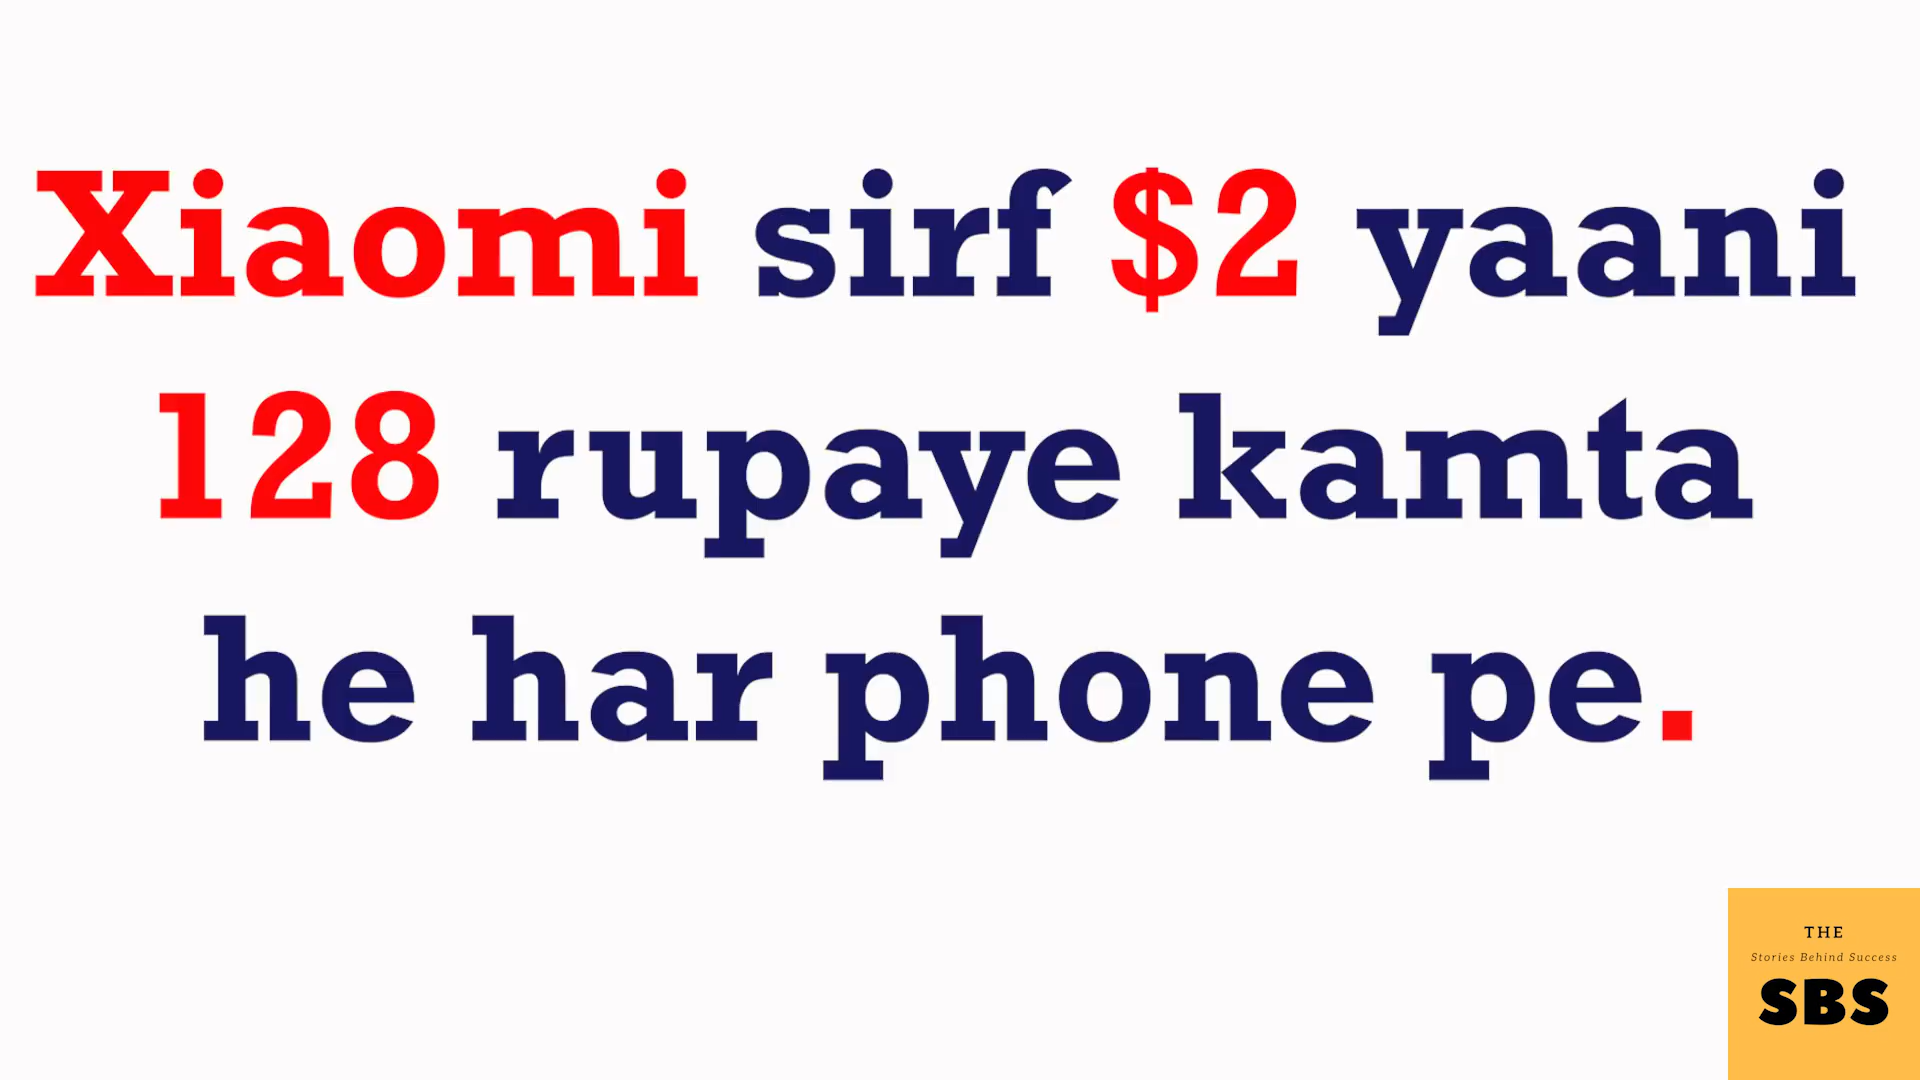 Xiaomi sirf $2 yaani
128 rupaye kamta
he har phone pe.
THE
Stories Behind Success
SBS